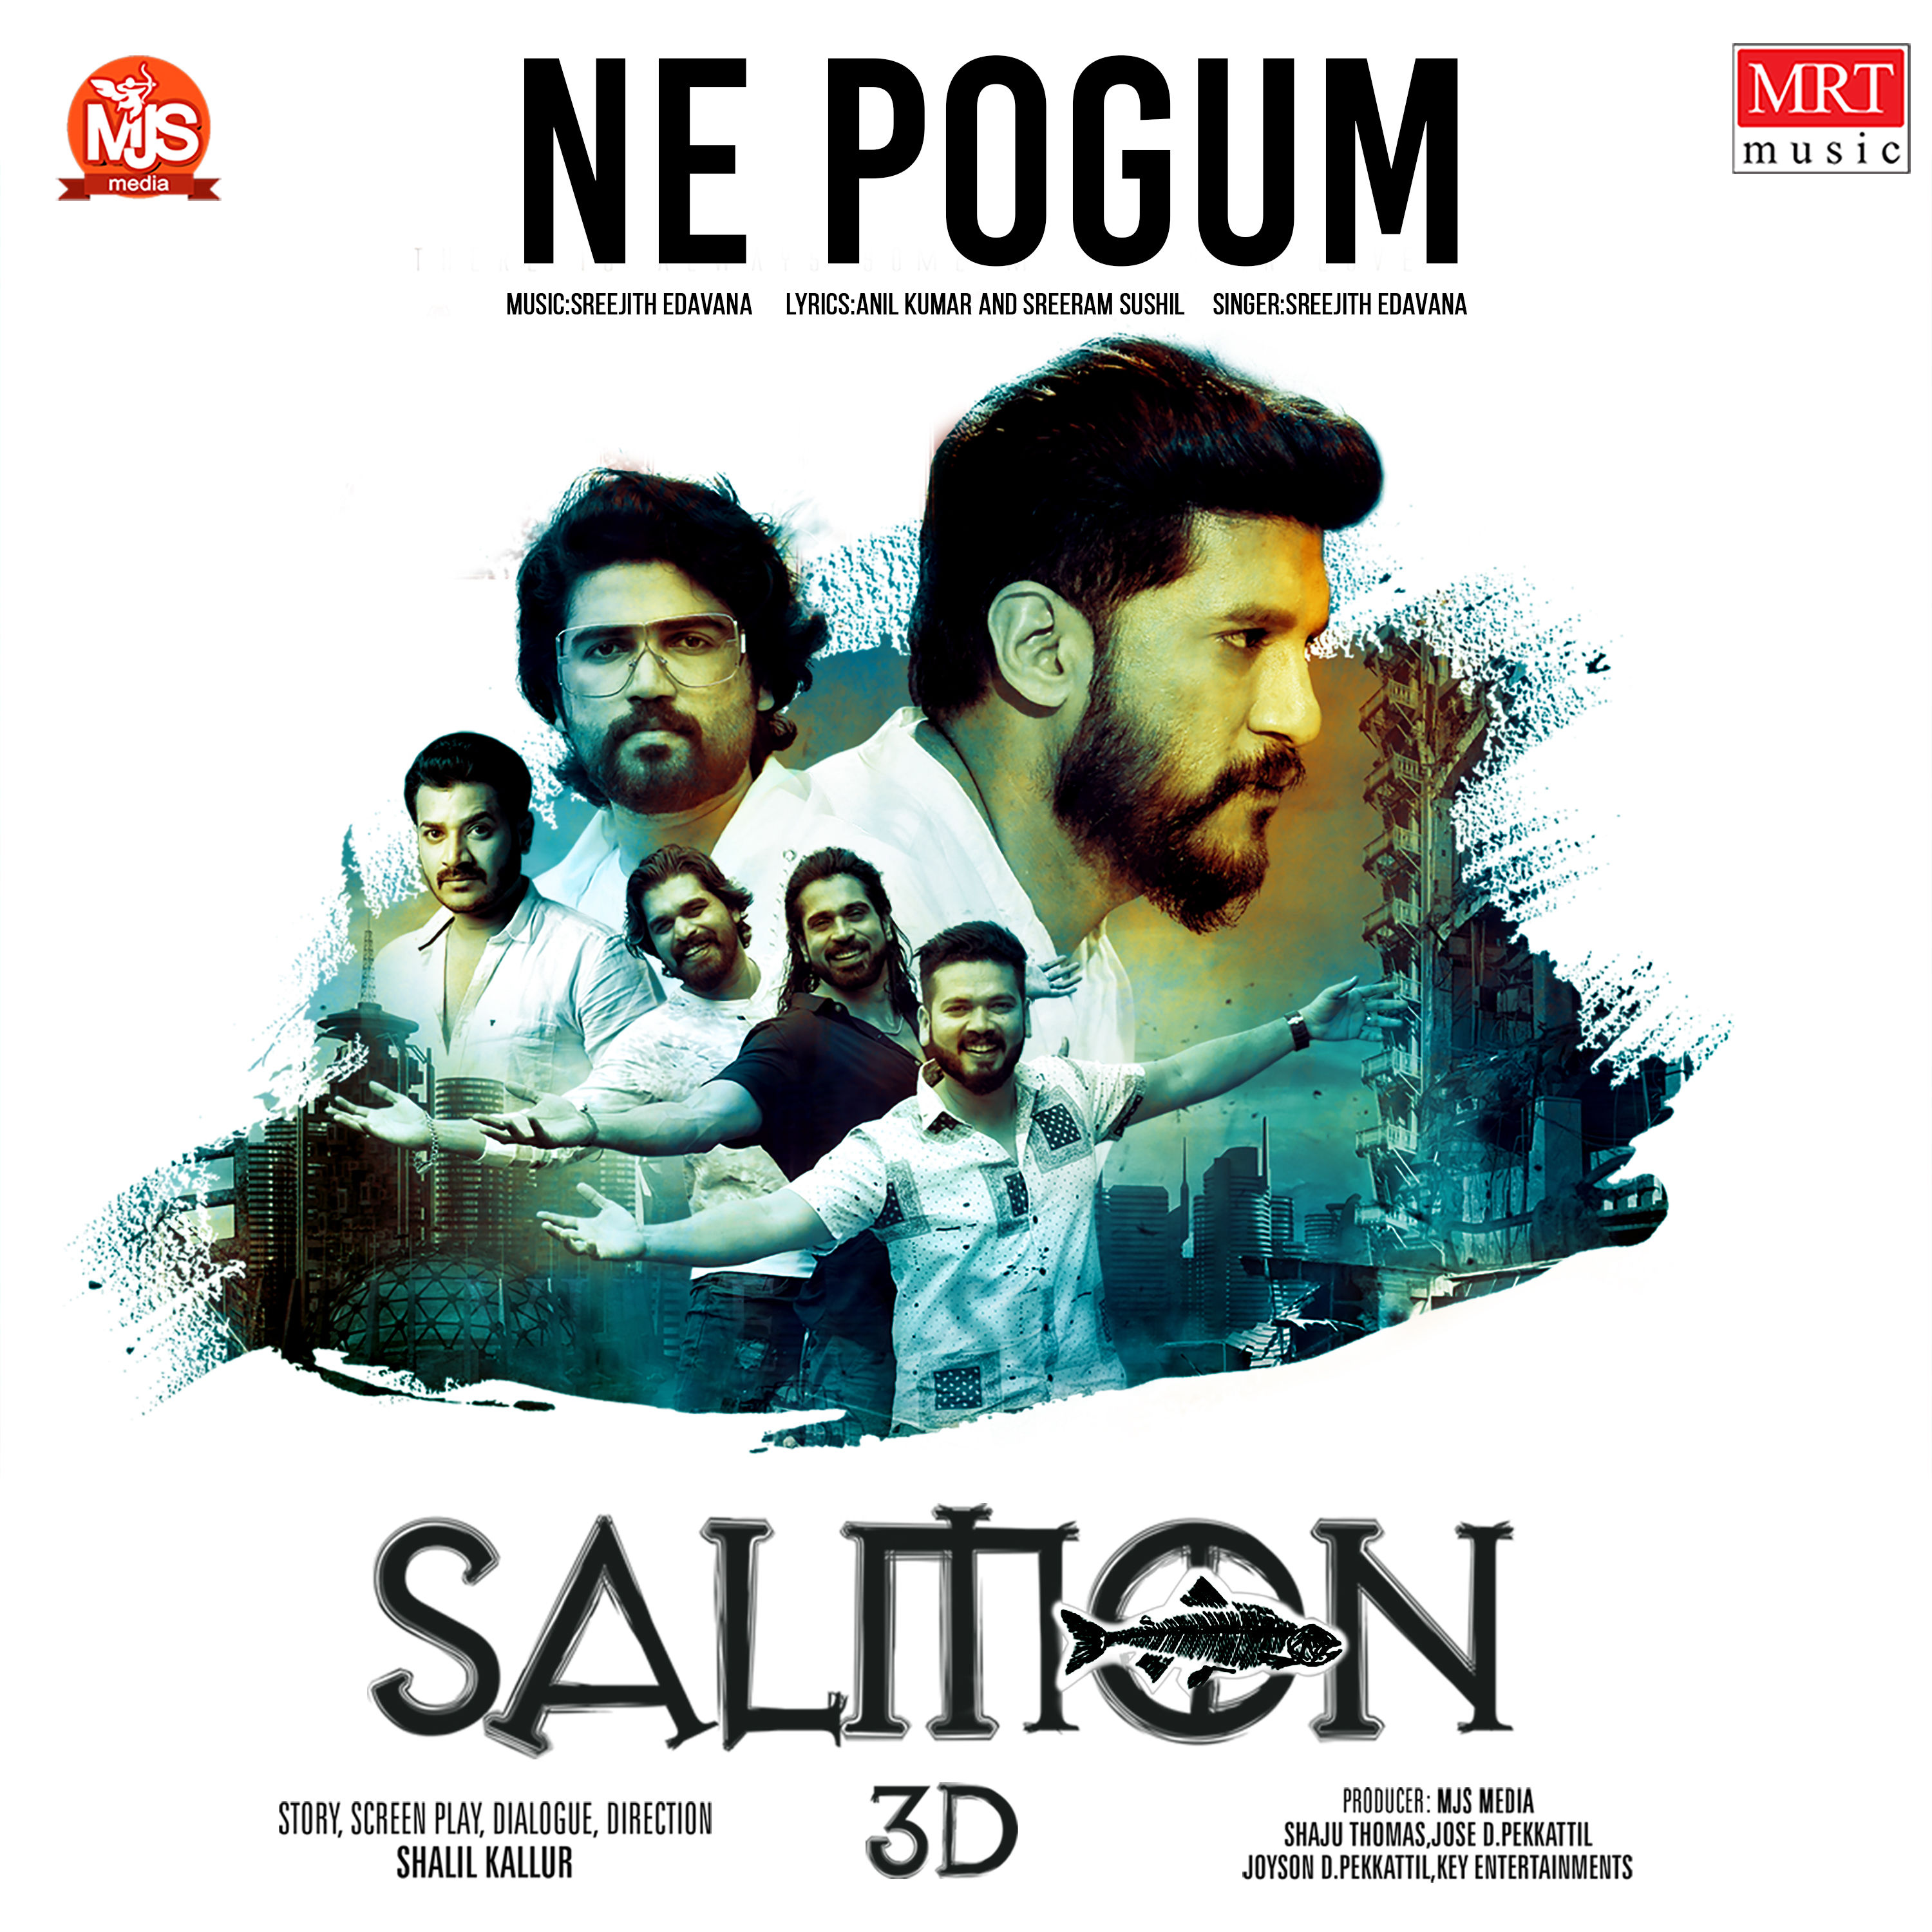 MJS
media
NE POGUM
MRT
music
MUSIC:SREEJITH EDAVANA LYRICS:ANIL KUMAR AND SREERAM SUSHIL SINGER:SREEJITH EDAVANA
SALMON
3D
STORY, SCREEN PLAY, DIALOGUE, DIRECTION
SHALIL KALLUR
PRODUCER: MJS MEDIA
SHAJU THOMAS,JOSE D.PEKKATTIL
JOYSON D.PEKKATTIL,KEY ENTERTAINMENTS